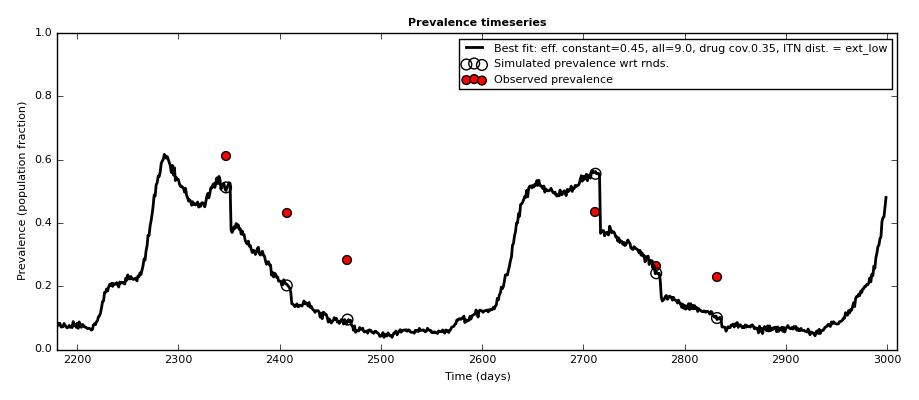 Prevalence timeseries
Best fit: eff. constant=0.45, all=9.0, drug cov.0.35, ITN dist. = ext_low
Simulated prevalence wrt rnds.
Observed prevalence
Prevalence (population fraction)
1.0
0.8
0.6
0.4
0.2
0.0
2200 2300 2400 2500 2600 2700 2800 2900 3000
Time (days)